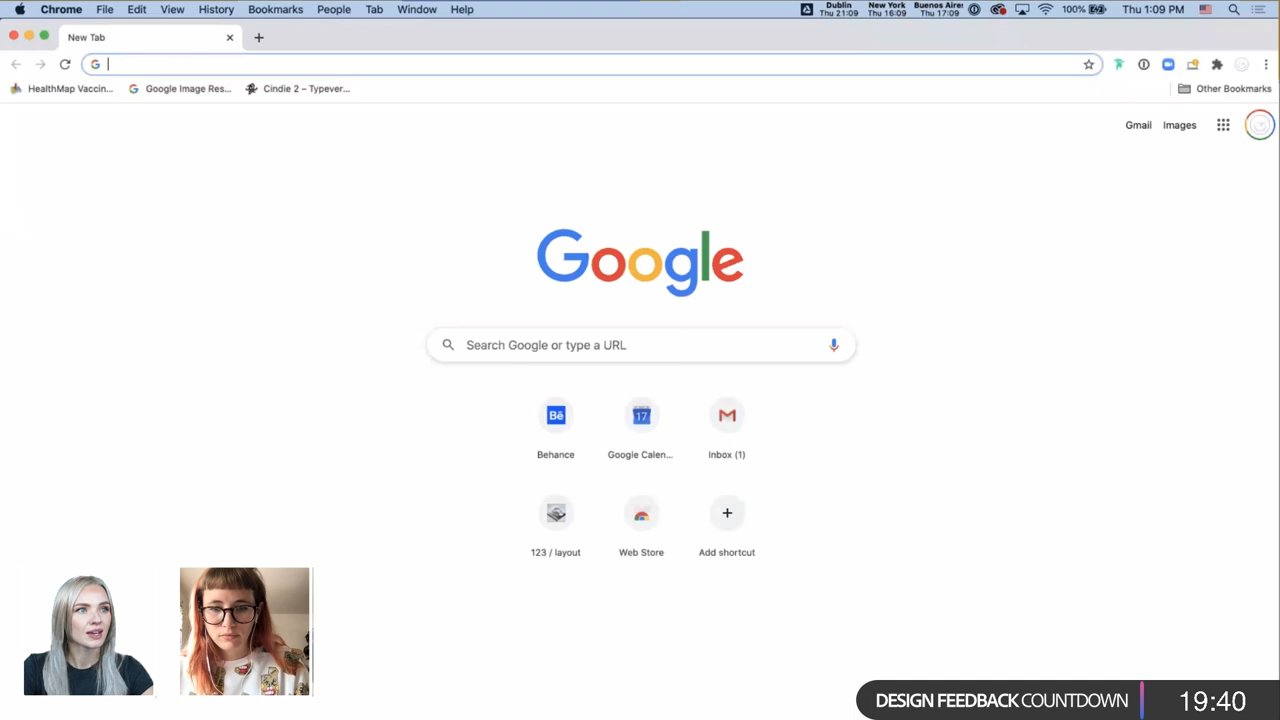 Chrome File Edit View History Bookmarks People Tab Window Help Dublin New York Buenos Aires 100% Thu 1:09 PM
Thu 21:09 Thu 16:09 Thu 17:09
New Tab
HealthMap Vaccin... Google Image Res... Cindie 2 – Typever... Other Bookmarks
Gmail Images
Google
Search Google or type a URL
Bē 17
Behance Google Calen... Inbox (1)
123 / layout Web Store Add shortcut
DESIGN FEEDBACK COUNTDOWN 19:40